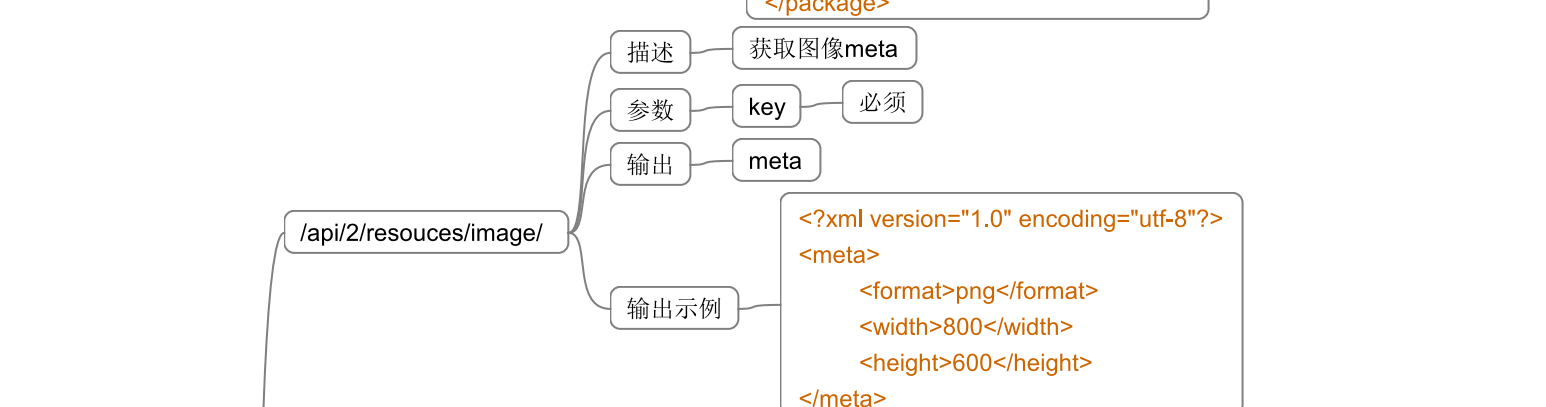 </package>
描述
获取图像meta
参数
key
必须
输出
meta
/api/2/resouces/image/
输出示例
<?xml version="1.0" encoding="utf-8"?>
<meta>
<format>png</format>
<width>800</width>
<height>600</height>
</meta>